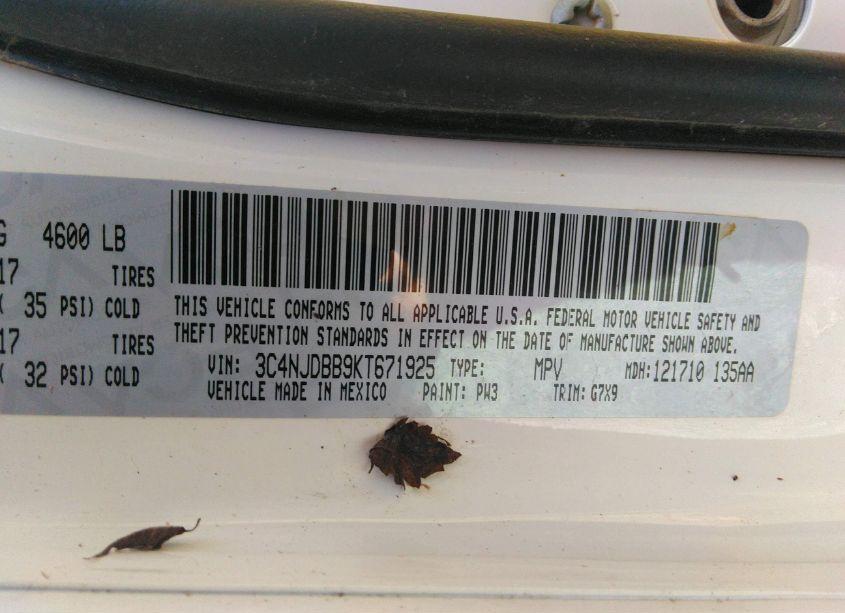 G 4600 LB
17 TIRES
( 35 PSI) COLD
17 TIRES
( 32 PSI) COLD
THIS VEHICLE CONFORMS TO ALL APPLICABLE U.S.A. FEDERAL MOTOR VEHICLE SAFETY AND
THEFT PREVENTION STANDARDS IN EFFECT ON THE DATE OF MANUFACTURE SHOWN ABOVE.
VIN: 3C4NJDBB9KT671925 TYPE: MPV MDH:121710 135AA
VEHICLE MADE IN MEXICO PAINT: PW3 TRIM: G7X9